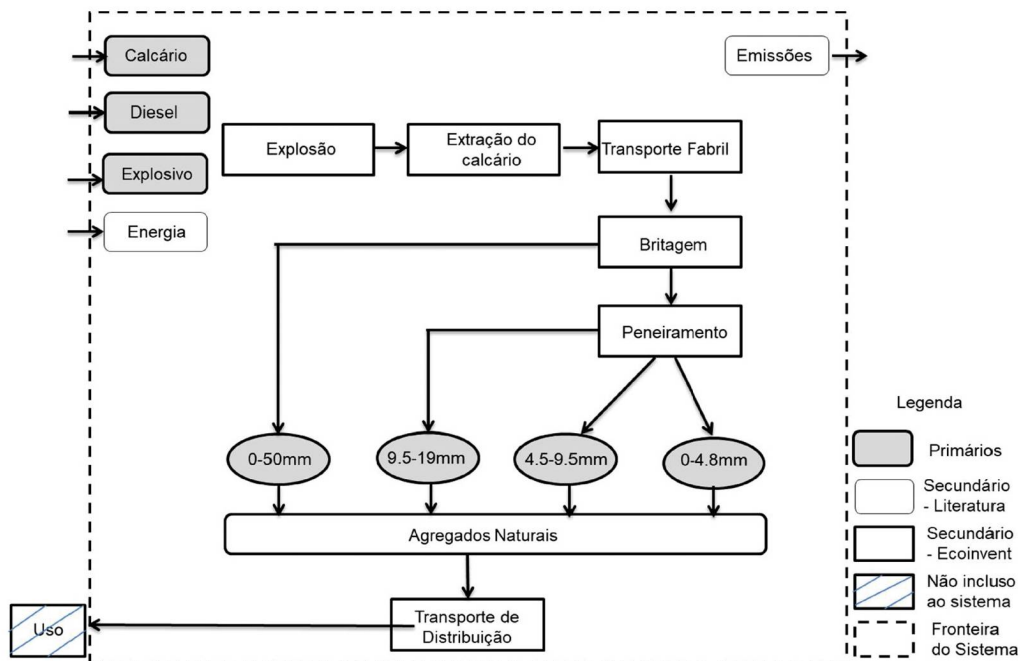 Calcário
Emissões
Diesel
Explosão
Extração do
calcário
Transporte Fabril
Explosivo
Energia
Britagem
Peneiramento
0-50mm
9.5-19mm
4.5-9.5mm
0-4.8mm
Agregados Naturais
Transporte de
Distribuição
Uso
Legenda
Primários
Secundário
- Literatura
Secundário
- Ecoinvent
Não incluso
ao sistema
Fronteira
do Sistema